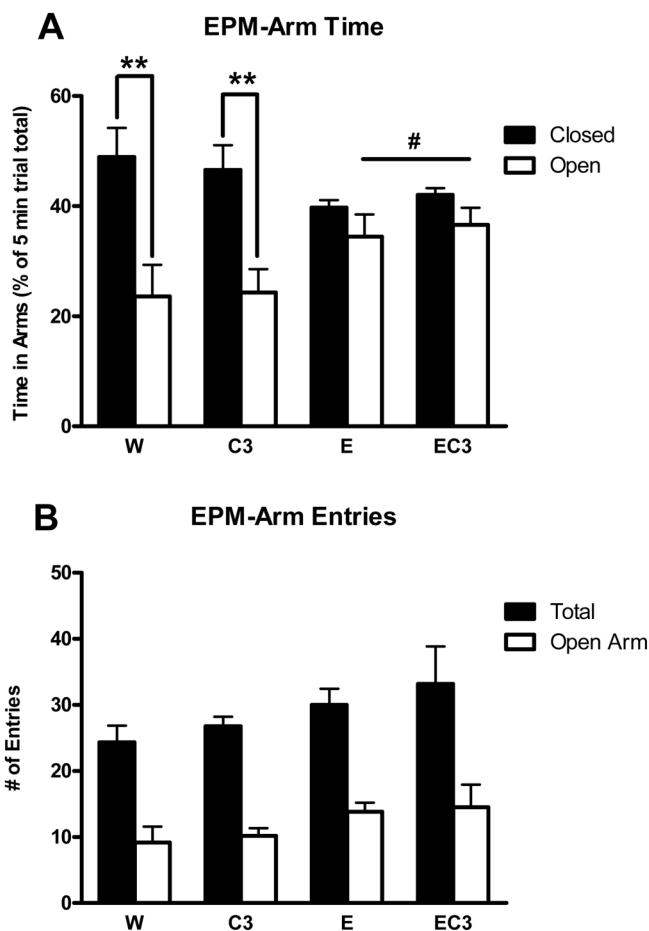 A
EPM-Arm Time
Time in Arms (% of 5 min trial total)
60
40
20
0
**
**
#
Closed
Open
W C3 E EC3
B
EPM-Arm Entries
# of Entries
50
40
30
20
10
0
Total
Open Arm
W C3 E EC3